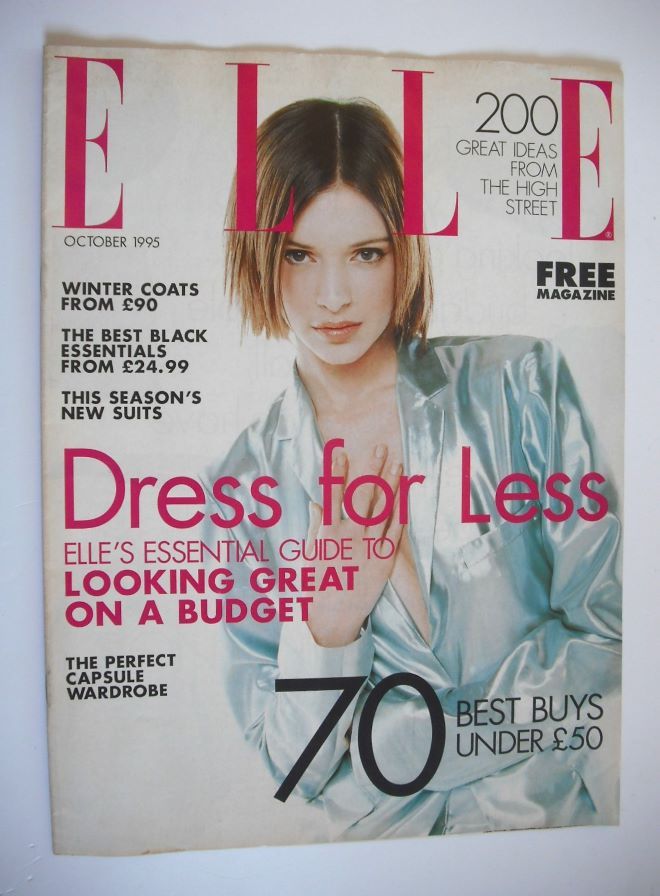 ELLE
®
OCTOBER 1995
200
GREAT IDEAS
FROM
THE HIGH
STREET
FREE
MAGAZINE
WINTER COATS
FROM £90
THE BEST BLACK
ESSENTIALS
FROM £24.99
THIS SEASON'S
NEW SUITS
Dress for Less
ELLE'S ESSENTIAL GUIDE TO
LOOKING GREAT
ON A BUDGET
THE PERFECT
CAPSULE
WARDROBE
70
BEST BUYS
UNDER £50